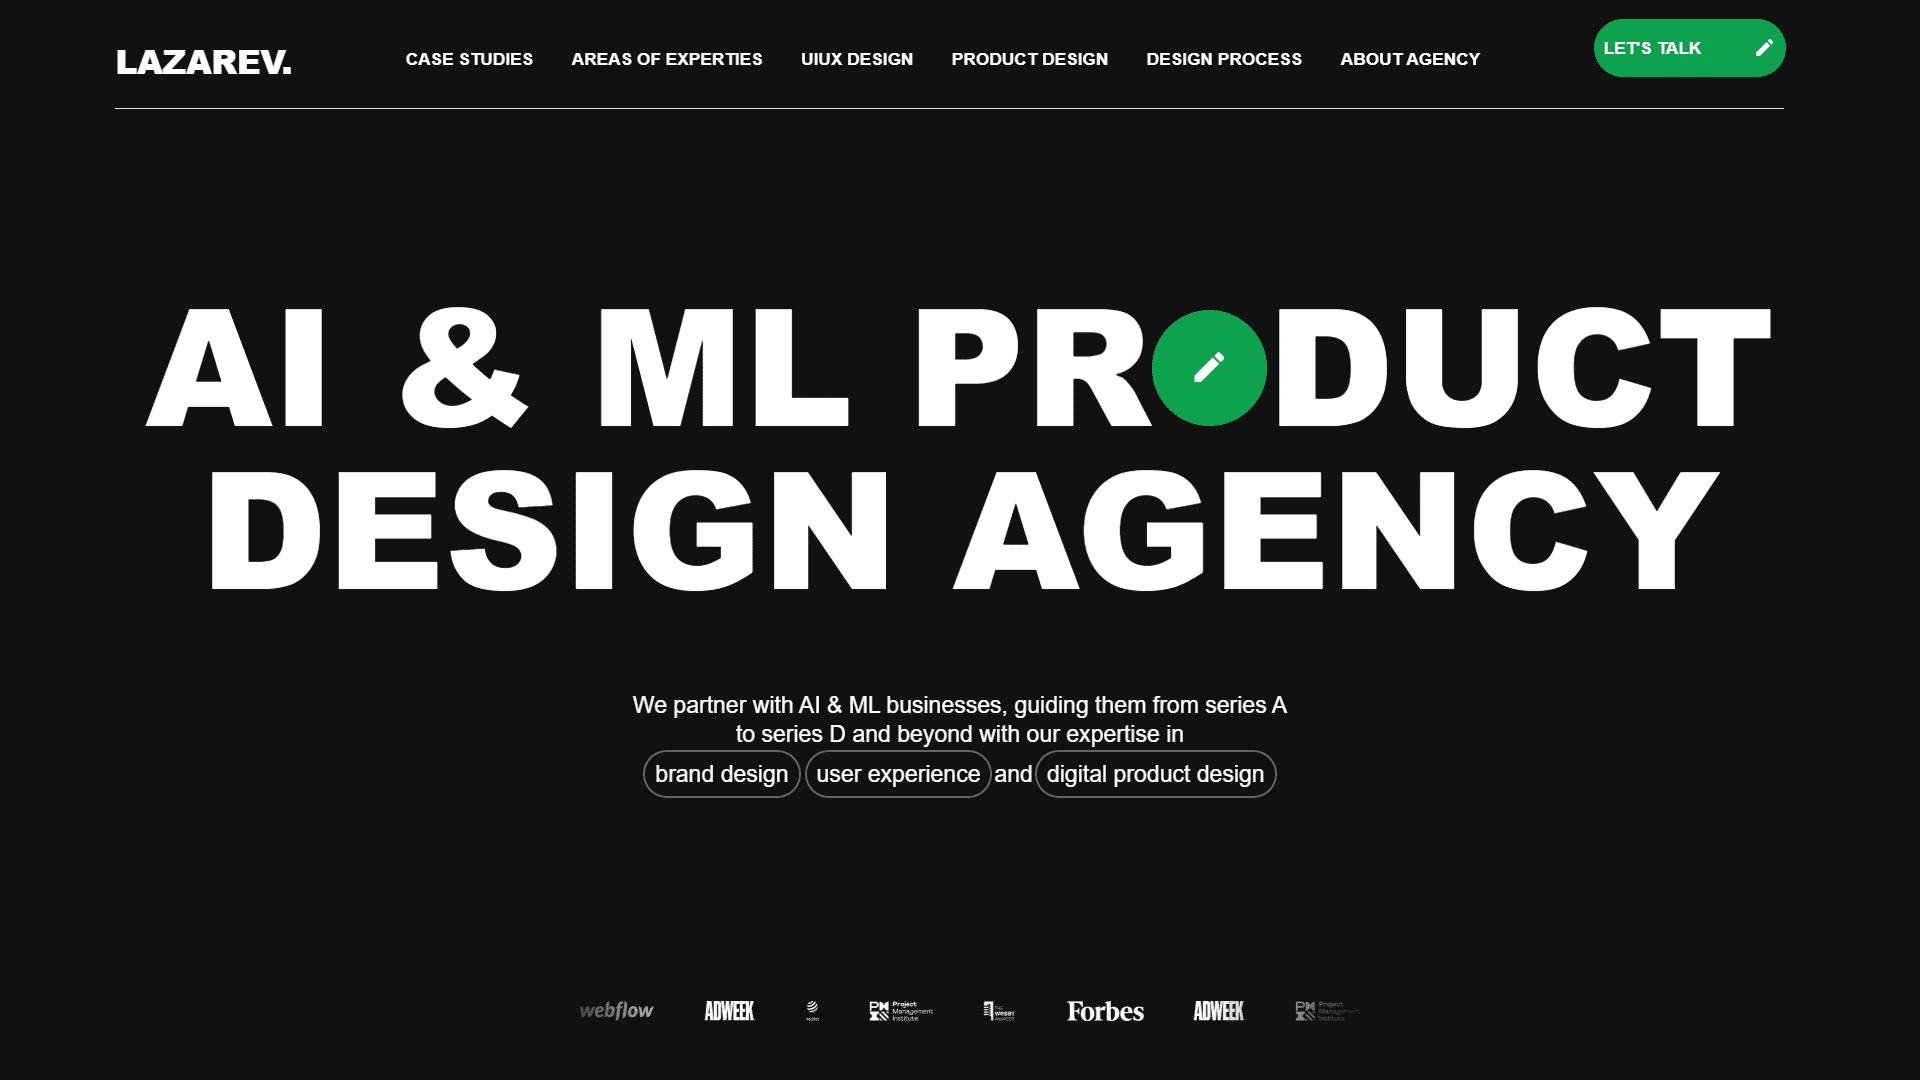 LAZAREV.
CASE STUDIES
AREAS OF EXPERTIES
UIUX DESIGN
PRODUCT DESIGN
DESIGN PROCESS
ABOUT AGENCY
LET'S TALK
AI & ML PR DUCT
DESIGN AGENCY
We partner with AI & ML businesses, guiding them from series A
to series D and beyond with our expertise in
brand design user experience and digital product design
webflow
ADWEEK
PMI
Project
Management
Institute.
THE
WEBBY
AWARDS
Forbes
ADWEEK
PMI
Project
Management
Institute.